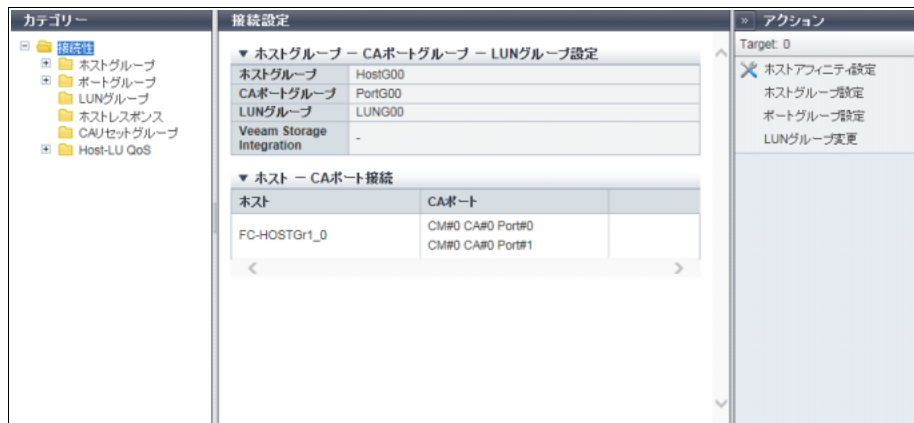 カテゴリー
接続性
ホストグループ
ポートグループ
LUNグループ
ホストレスポンス
CAリセットグループ
Host-LU QoS
接続設定
▼ ホストグループ － CAポートグループ － LUNグループ設定
ホストグループ HostG00
CAポートグループ PortG00
LUNグループ LUNG00
Veeam Storage
Integration -
▼ ホスト － CAポート接続
ホスト CAポート
FC-HOSTGr1_0
CM#0 CA#0 Port#0
CM#0 CA#0 Port#1
» アクション
Target: 0
ホストアフィニティ設定
ホストグループ設定
ポートグループ設定
LUNグループ変更